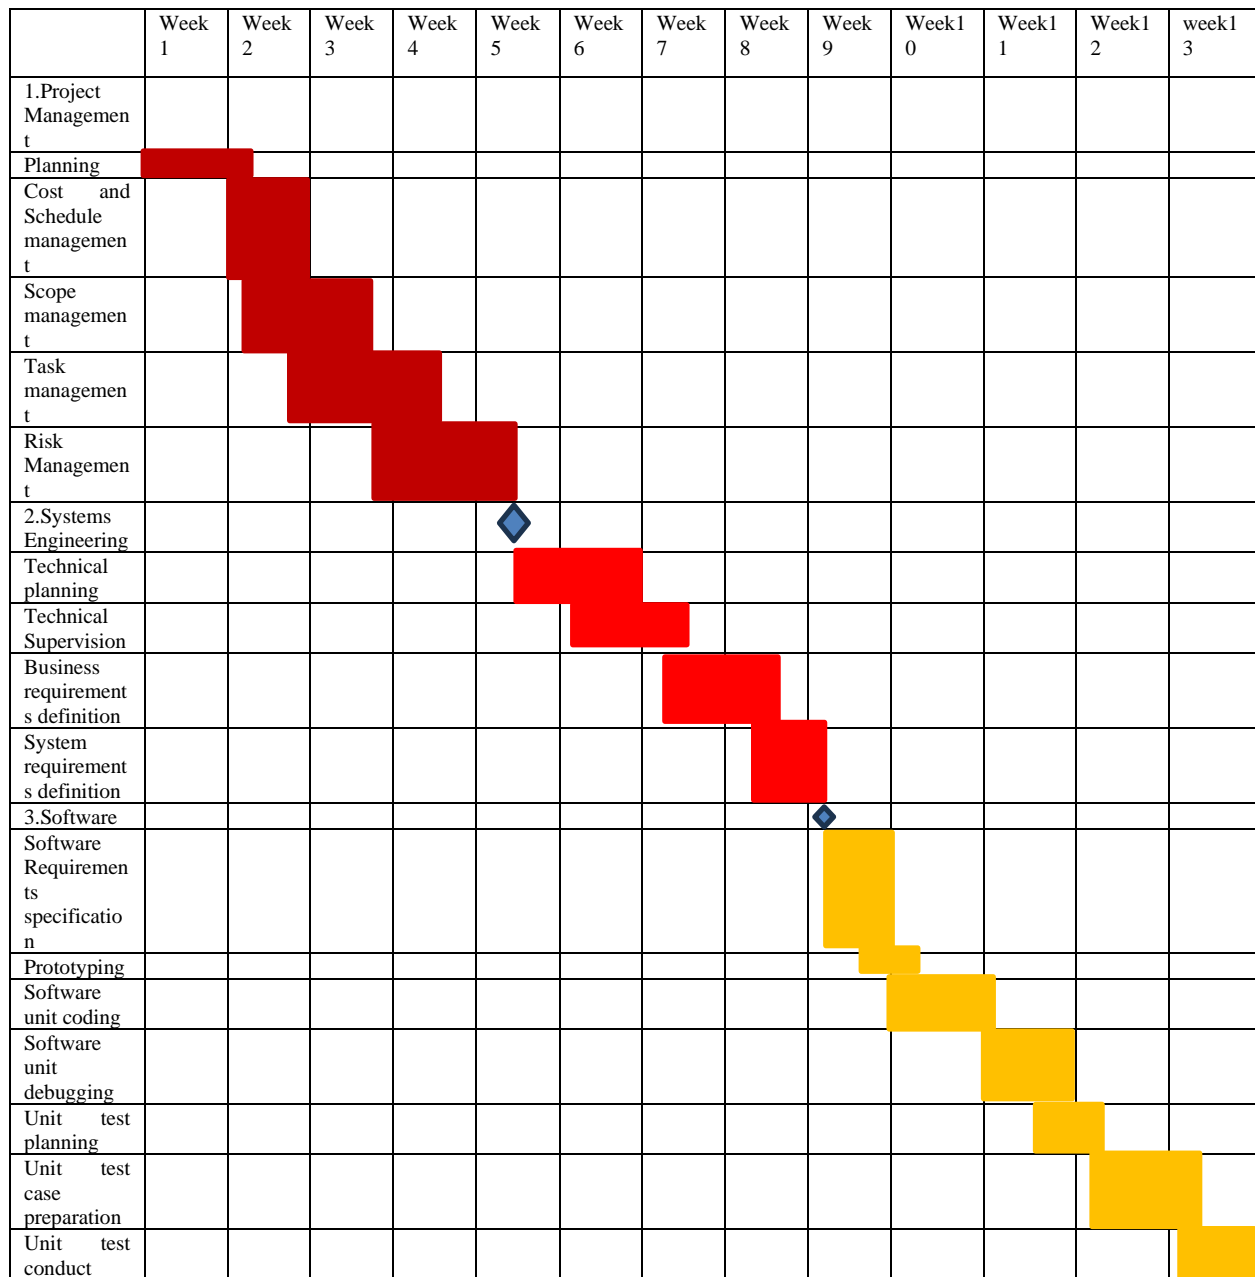 Week
1
Week
2
Week
3
Week
4
Week
5
Week
6
Week
7
Week
8
Week
9
Week1
0
Week1
1
Week1
2
week1
3
1.Project
Managemen
t
Planning
Cost and
Schedule
managemen
t
Scope
managemen
t
Task
managemen
t
Risk
Managemen
t
2.Systems
Engineering
Technical
planning
Technical
Supervision
Business
requirement
s definition
System
requirement
s definition
3.Software
Software
Requiremen
ts
specificatio
n
Prototyping
Software
unit coding
Software
unit
debugging
Unit test
planning
Unit test
case
preparation
Unit test
conduct